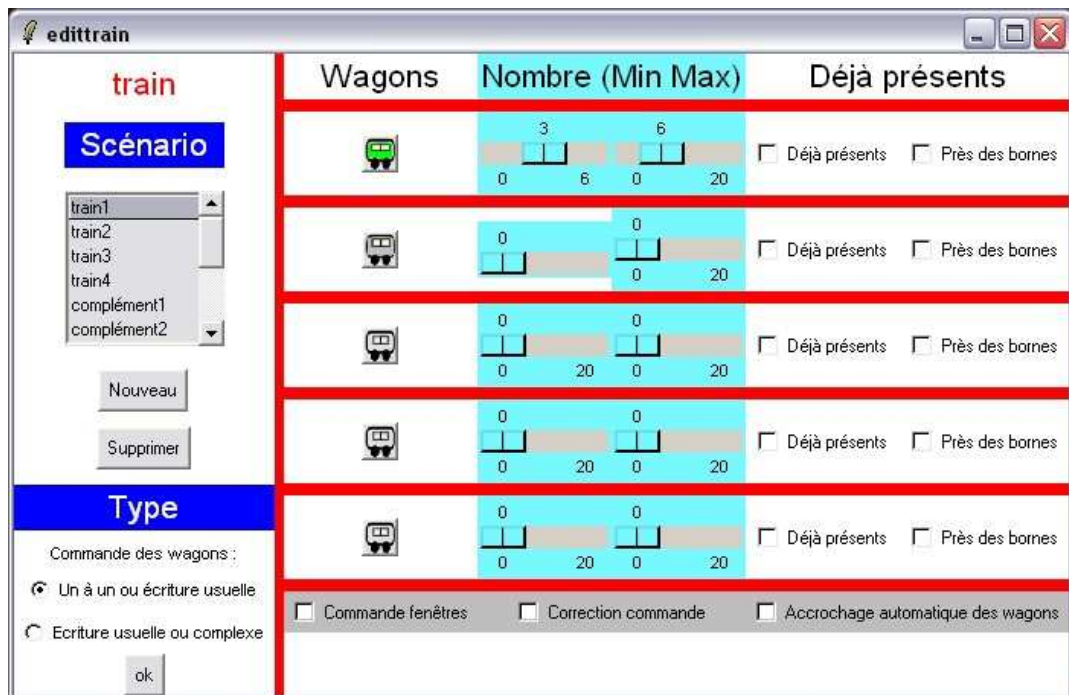 edittrain
train
Scénario
train1
train2
train3
train4
complément1
complément2
Nouveau
Supprimer
Type
Commande des wagons :
Un à un ou écriture usuelle
Ecriture usuelle ou complexe
ok
Wagons Nombre (Min Max) Déjà présents
3 6
0 6 0 20
Déjà présents Près des bornes
0 0
0 20
Déjà présents Près des bornes
0 0
0 20 0 20
Déjà présents Près des bornes
0 0
0 20 0 20
Déjà présents Près des bornes
0 0
0 20 0 20
Déjà présents Près des bornes
Commande fenêtres Correction commande Accrochage automatique des wagons